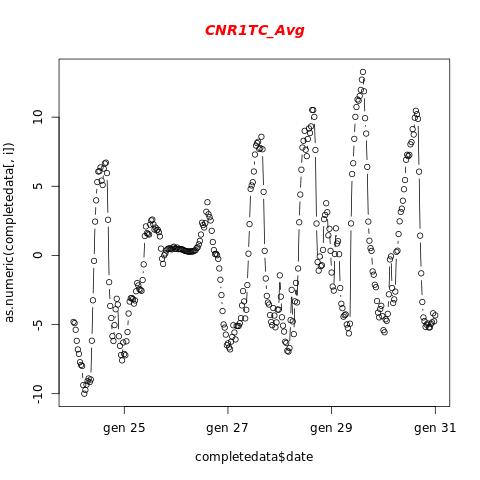 CNR1TC_Avg
as.numeric(completedata[, i])
10
5
0
-5
-10
gen 25
gen 27
gen 29
gen 31
completedata$date